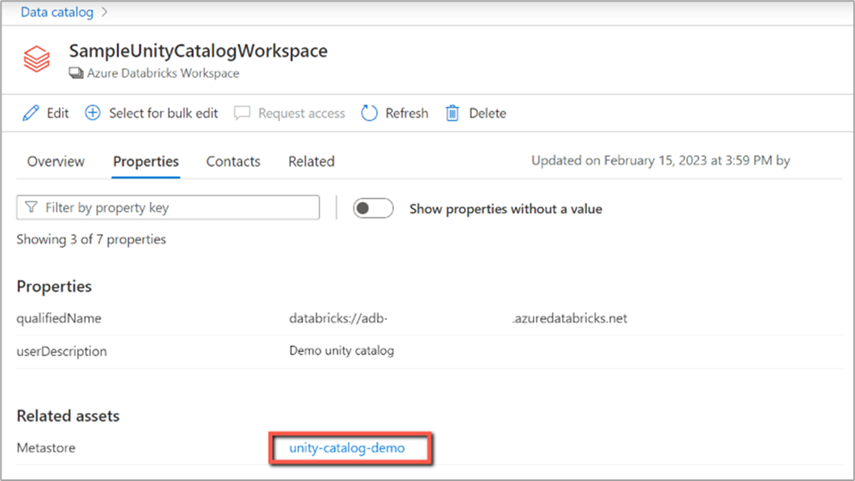 Data catalog >
SampleUnityCatalogWorkspace
Azure Databricks Workspace
Edit Select for bulk edit Request access Refresh Delete
Overview Properties Contacts Related Updated on February 15, 2023 at 3:59 PM by
Filter by property key Show properties without a value
Showing 3 of 7 properties
Properties
qualifiedName databricks://adb- .azuredatabricks.net
userDescription Demo unity catalog
Related assets
Metastore unity-catalog-demo